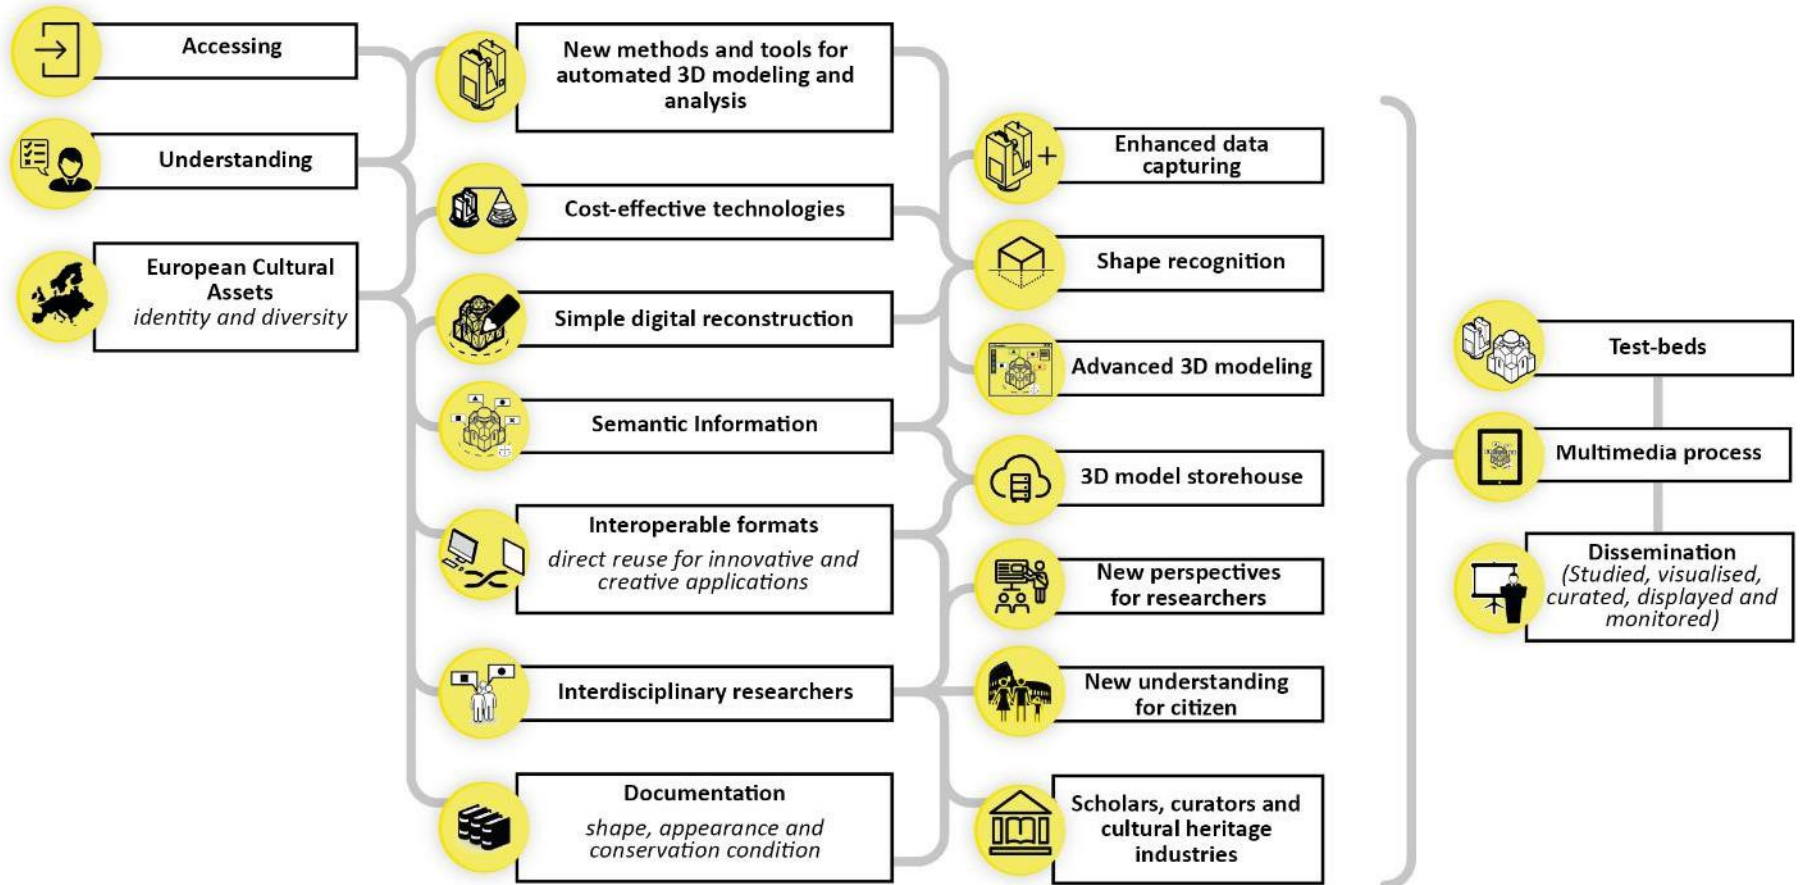 Accessing
Understanding
European Cultural
Assets
identity and diversity
New methods and tools for
automated 3D modeling and
analysis
Cost-effective technologies
Simple digital reconstruction
Semantic Information
Interoperable formats
direct reuse for innovative and
creative applications
Interdisciplinary researchers
Documentation
shape, appearance and
conservation condition
+
Enhanced data
capturing
Shape recognition
Advanced 3D modeling
3D model storehouse
New perspectives
for researchers
New understanding
for citizen
Scholars, curators and
cultural heritage
industries
Test-beds
Multimedia process
Dissemination
(Studied, visualised,
curated, displayed and
monitored)